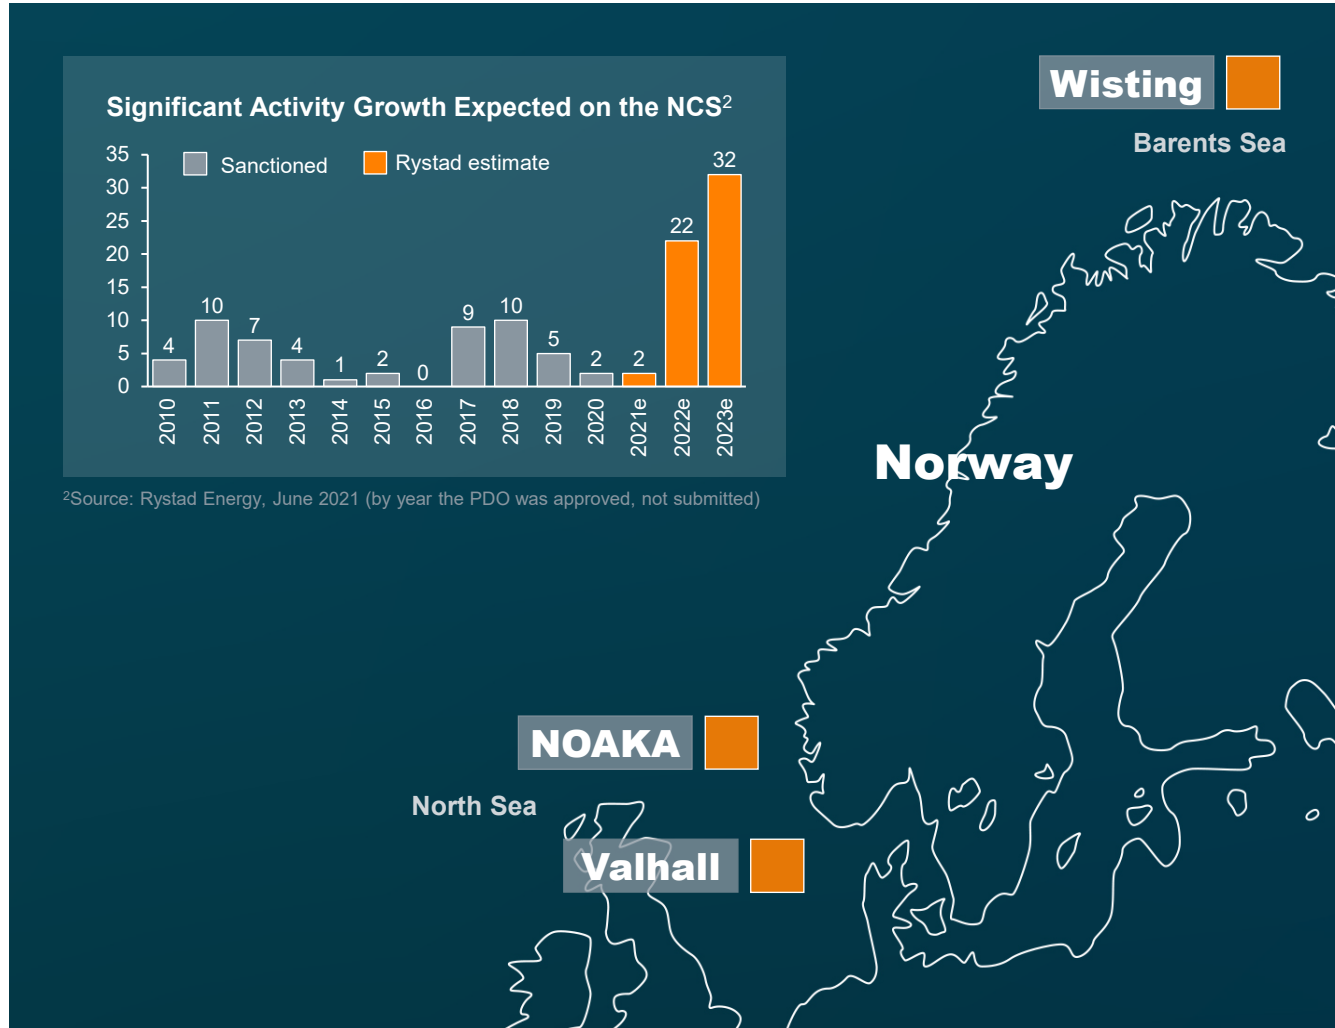 Significant Activity Growth Expected on the NCS²
Sanctioned
Rystad estimate
35
30
25
20
15
10
5
0
4
10
7
4
1
2
0
9
10
5
2
2
22
32
2010
2011
2012
2013
2014
2015
2016
2017
2018
2019
2020
2021e
2022e
2023e
²Source: Rystad Energy, June 2021 (by year the PDO was approved, not submitted)
Wisting
Barents Sea
Norway
NOAKA
North Sea
Valhall